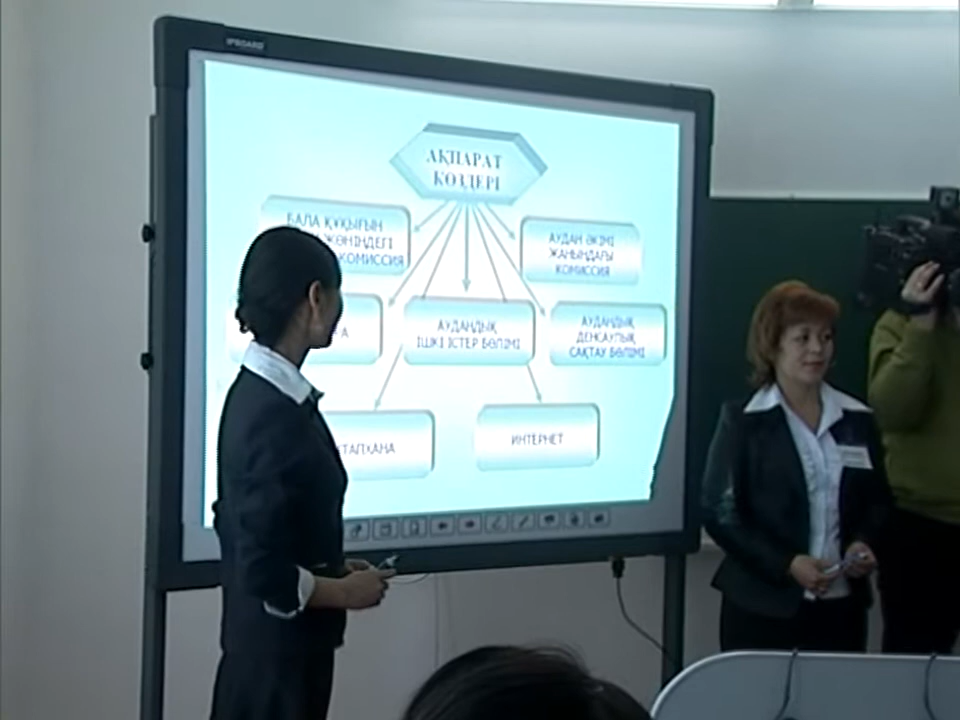 IPBOARD
АҚПАРАТ
КӨЗДЕРІ
БАЛА ҚҰҚЫҒЫН
ЖӨНІНДЕГІ
КОМИССИЯ
АУДАН ӘКІМІ
ЖАНЫНДАҒЫ
КОМИССИЯ
АУДАНДЫҚ
ІШКІ ІСТЕР БӨЛІМІ
АУДАНДЫҚ
ДЕНСАУЛЫҚ
САҚТАУ БӨЛІМІ
ИНТЕРНЕТ